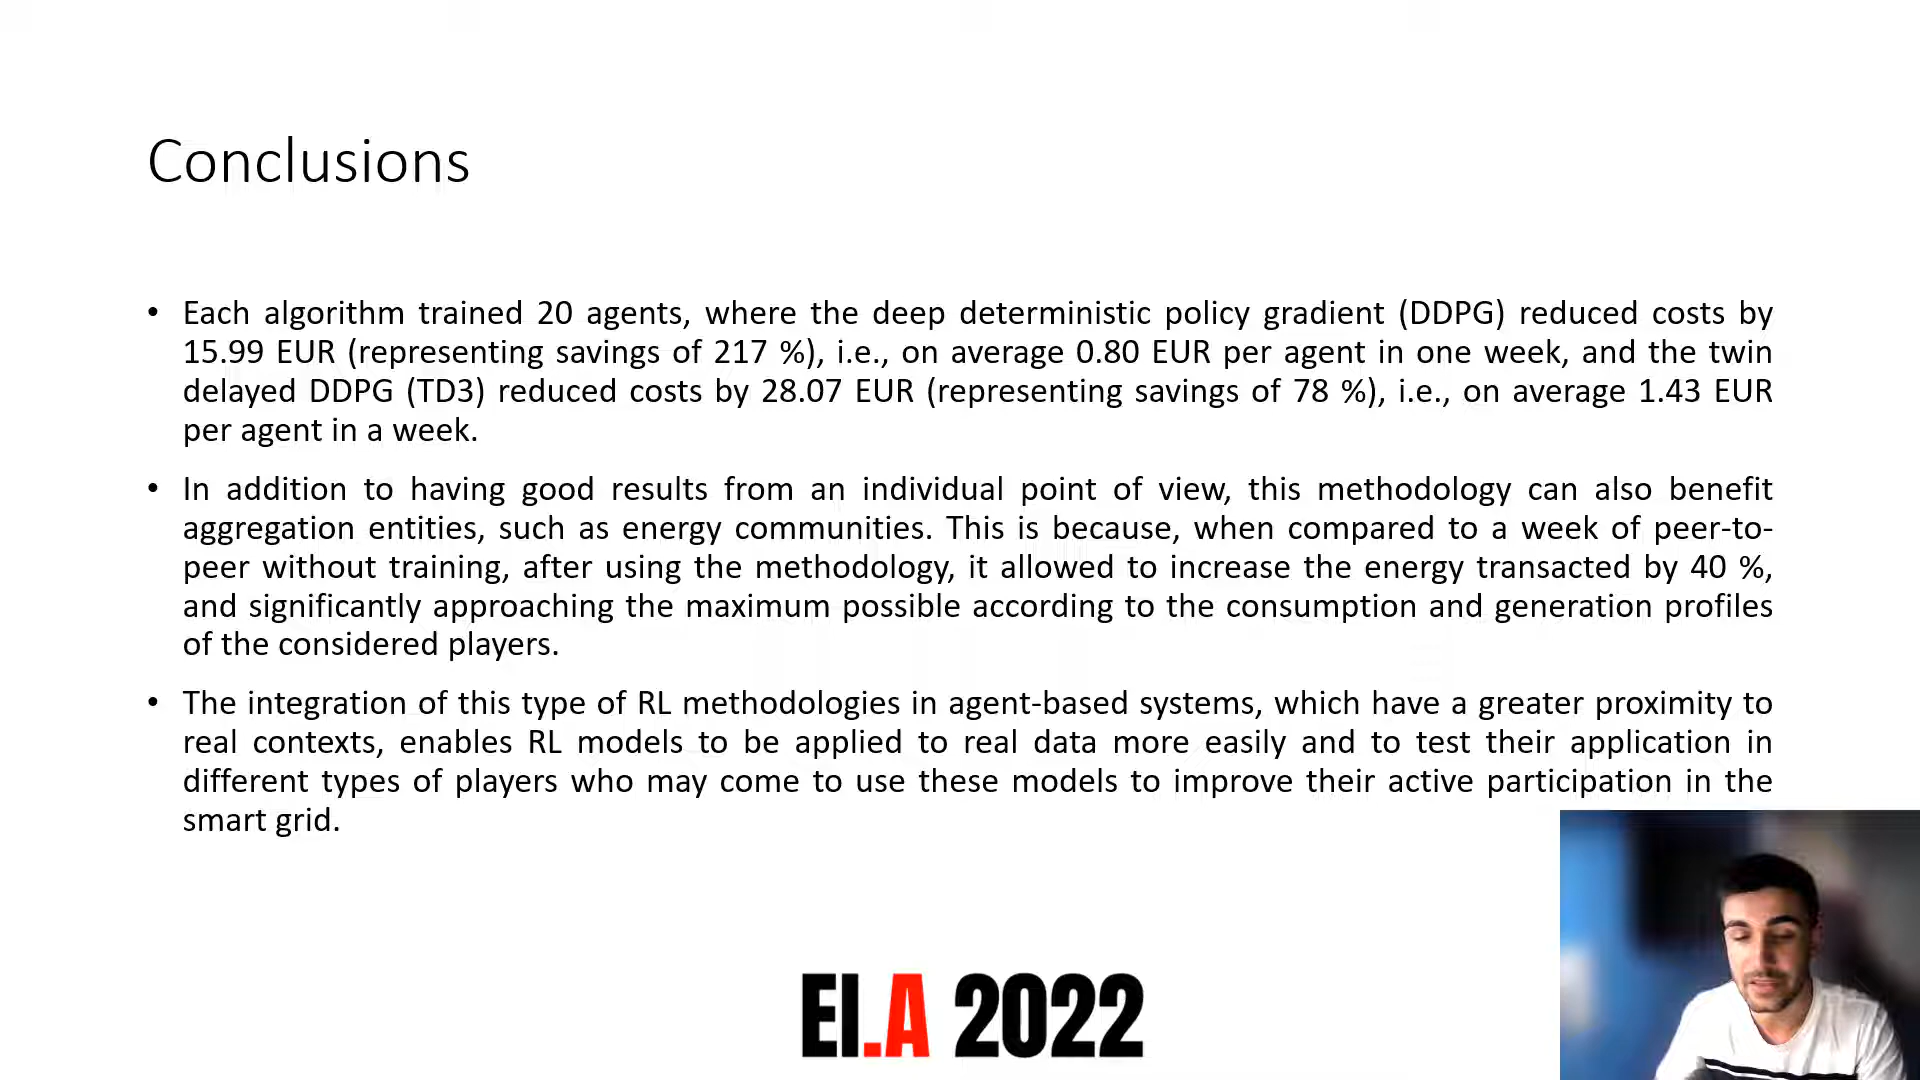 Conclusions
• Each algorithm trained 20 agents, where the deep deterministic policy gradient (DDPG) reduced costs by
15.99 EUR (representing savings of 217 %), i.e., on average 0.80 EUR per agent in one week, and the twin
delayed DDPG (TD3) reduced costs by 28.07 EUR (representing savings of 78 %), i.e., on average 1.43 EUR
per agent in a week.
• In addition to having good results from an individual point of view, this methodology can also benefit
aggregation entities, such as energy communities. This is because, when compared to a week of peer-to-
peer without training, after using the methodology, it allowed to increase the energy transacted by 40 %,
and significantly approaching the maximum possible according to the consumption and generation profiles
of the considered players.
• The integration of this type of RL methodologies in agent-based systems, which have a greater proximity to
real contexts, enables RL models to be applied to real data more easily and to test their application in
different types of players who may come to use these models to improve their active participation in the
smart grid.
EI.A 2022